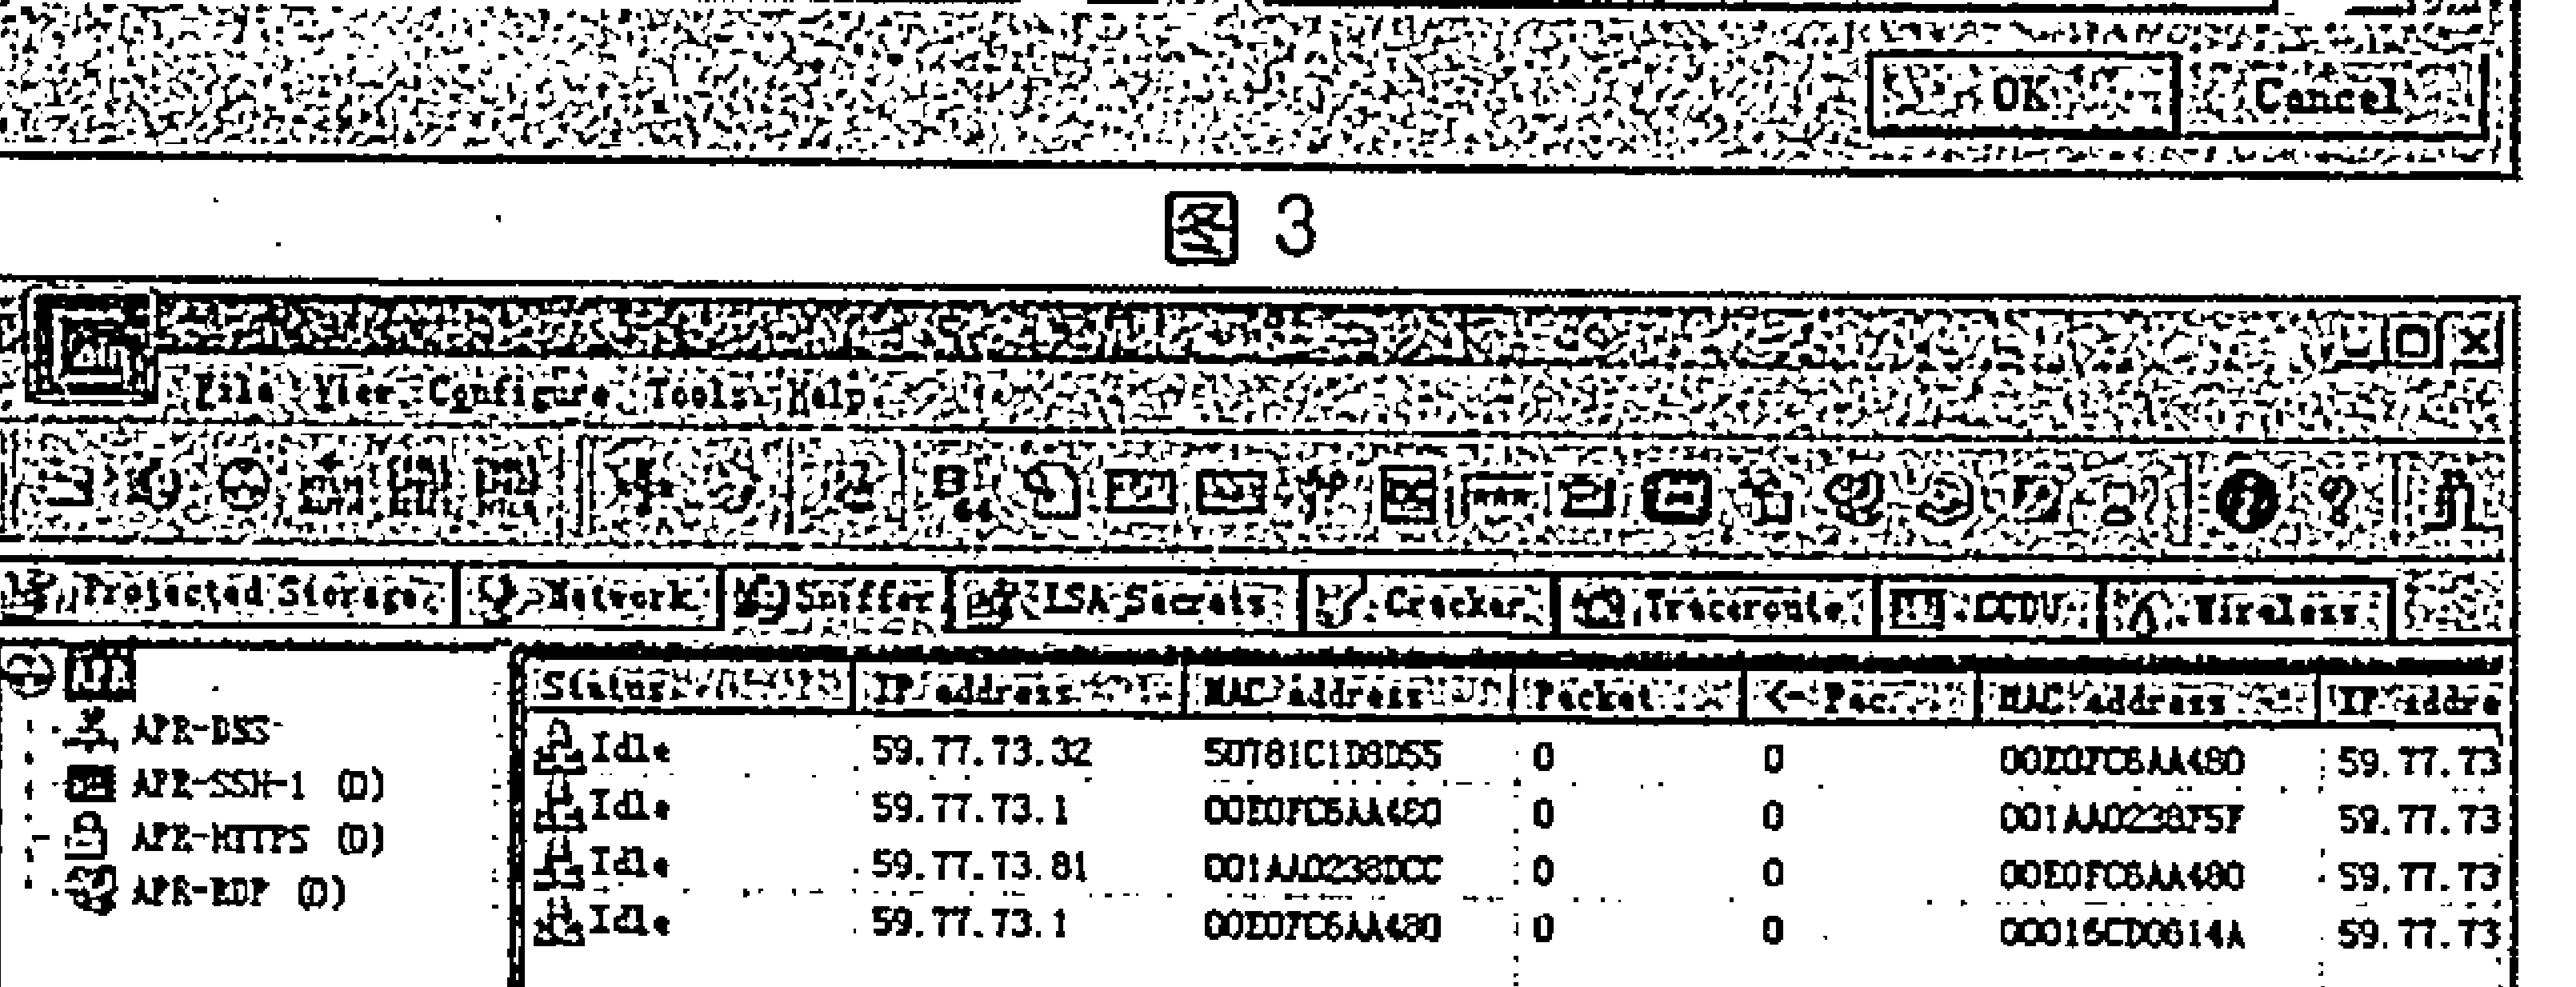 OK Cancel
图 3
File View Configure Tools Help
Protected Storage Network Sniffer LSA Secrets Cracker Traceroute CCDU Wireless
APR Status IP address MAC address Packet <- Pac. MAC address IP addre
APR-DNS Idle 59.77.73.32 50781C1D8D55 0 0 00E0FC6AA480 59.77.73
APR-SSH-1 (0) Idle 59.77.73.1 00E0FC6AA480 0 0 001AA0238F5F 59.77.73
APR-HTTPS (0) Idle 59.77.73.81 001AA0238DCC 0 0 00E0FC6AA480 59.77.73
APR-RDP (0) Idle 59.77.73.1 00E0FC6AA480 0 0 00016CD0614A 59.77.73